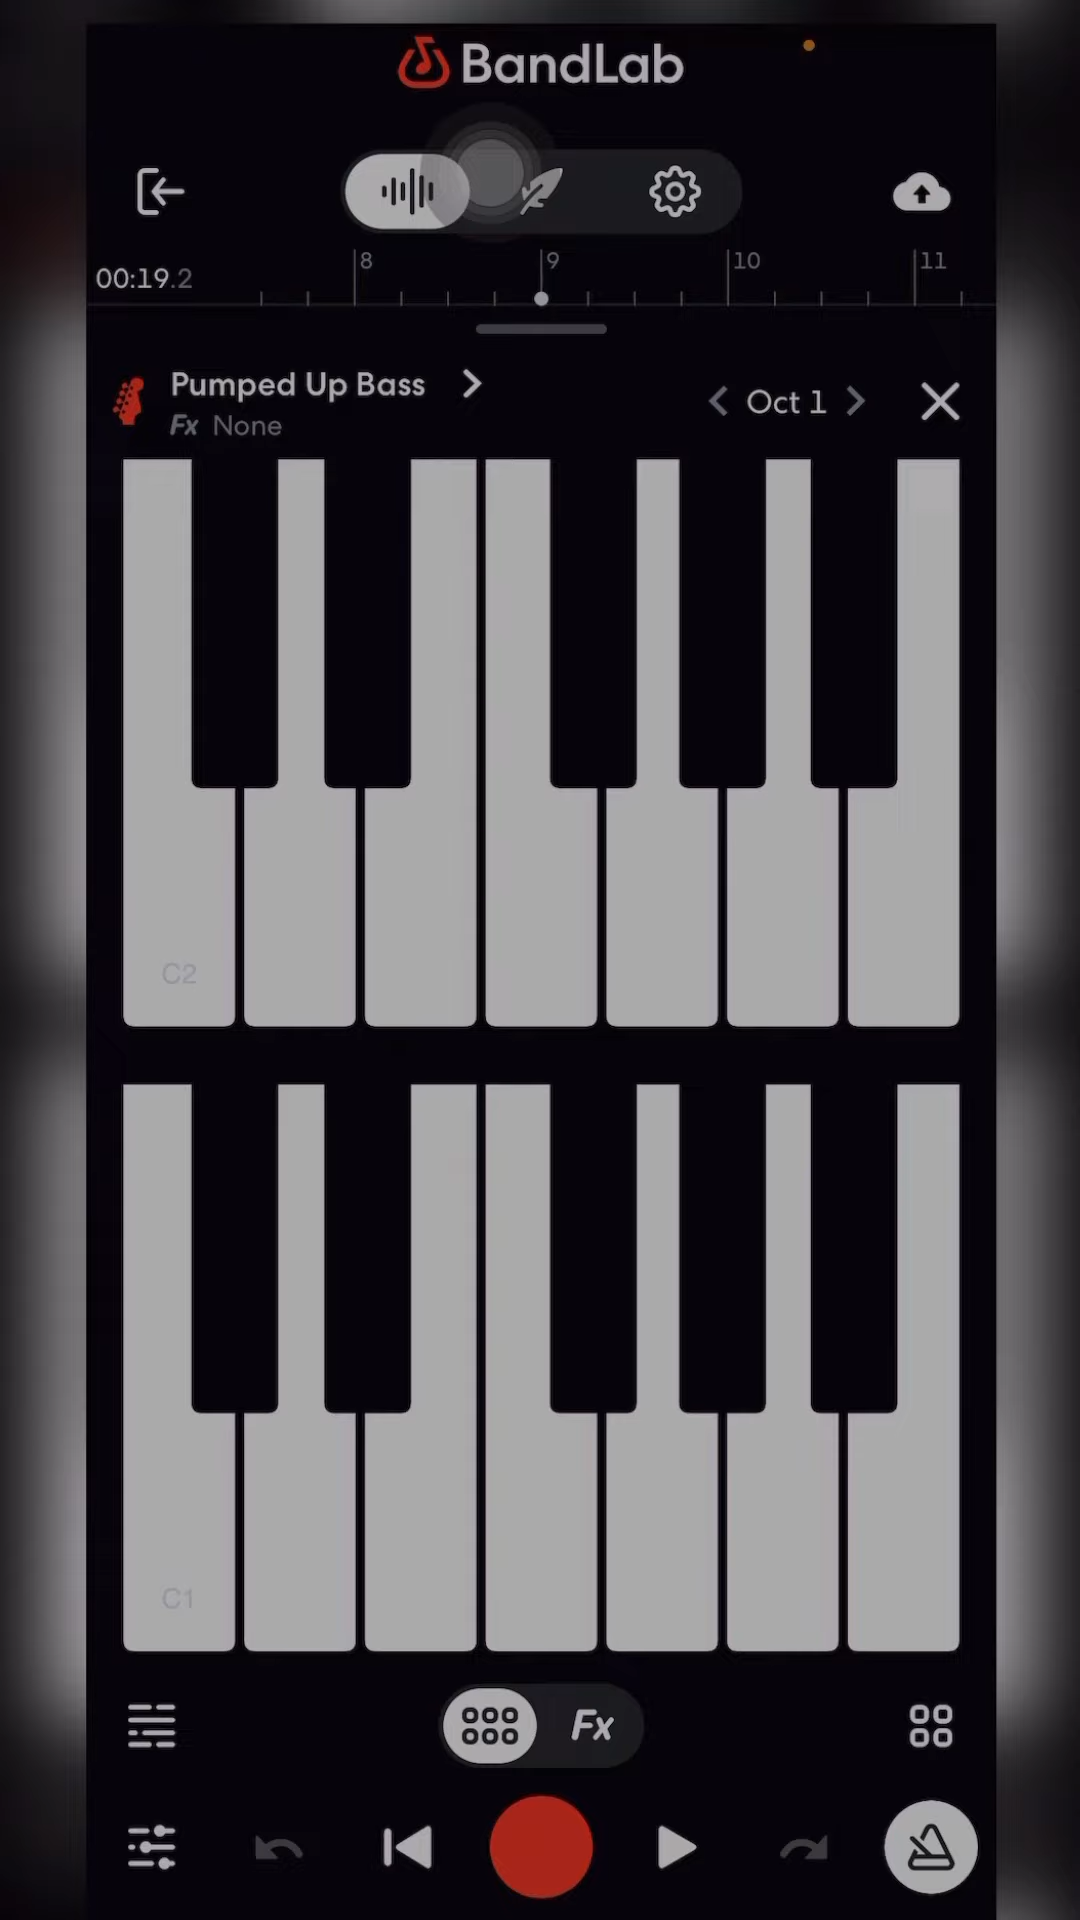 BandLab
00:19.2
8 9 10 11
Pumped Up Bass
Fx None
Oct 1
C2
C1
Fx